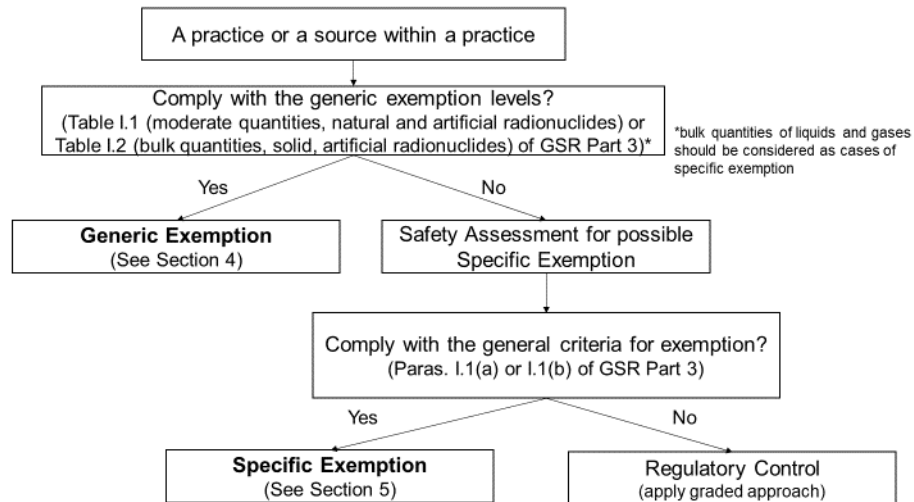 A practice or a source within a practice
Comply with the generic exemption levels?
(Table I.1 (moderate quantities, natural and artificial radionuclides) or
Table I.2 (bulk quantities, solid, artificial radionuclides) of GSR Part 3)*
*bulk quantities of liquids and gases
should be considered as cases of
specific exemption
Yes
No
Generic Exemption
(See Section 4)
Safety Assessment for possible
Specific Exemption
Comply with the general criteria for exemption?
(Paras. I.1(a) or I.1(b) of GSR Part 3)
Yes
No
Specific Exemption
(See Section 5)
Regulatory Control
(apply graded approach)